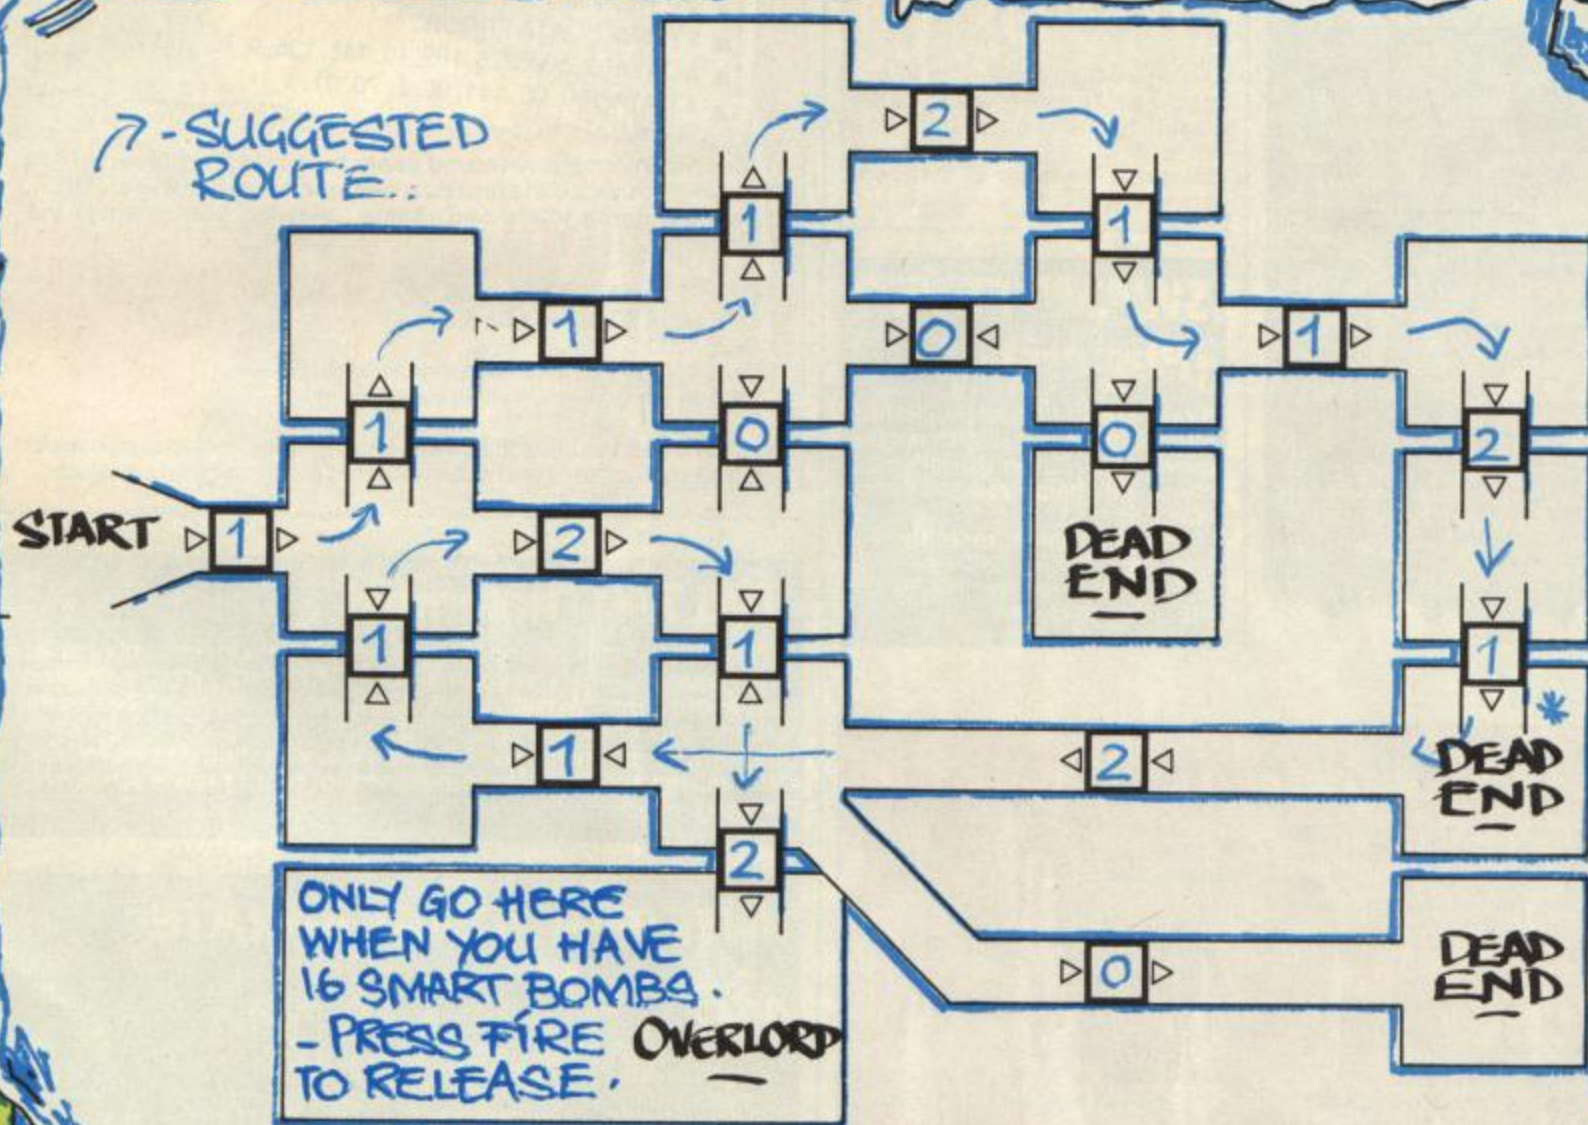 ↗ - SUGGESTED
ROUTE..
2
1
1
1
0
1
1
0
0
2
START
1
2
DEAD
END
1
1
1
*
1
2
DEAD
END
2
ONLY GO HERE
WHEN YOU HAVE
16 SMART BOMBS.
- PRESS FIRE
TO RELEASE.
OVERLORD
0
DEAD
END